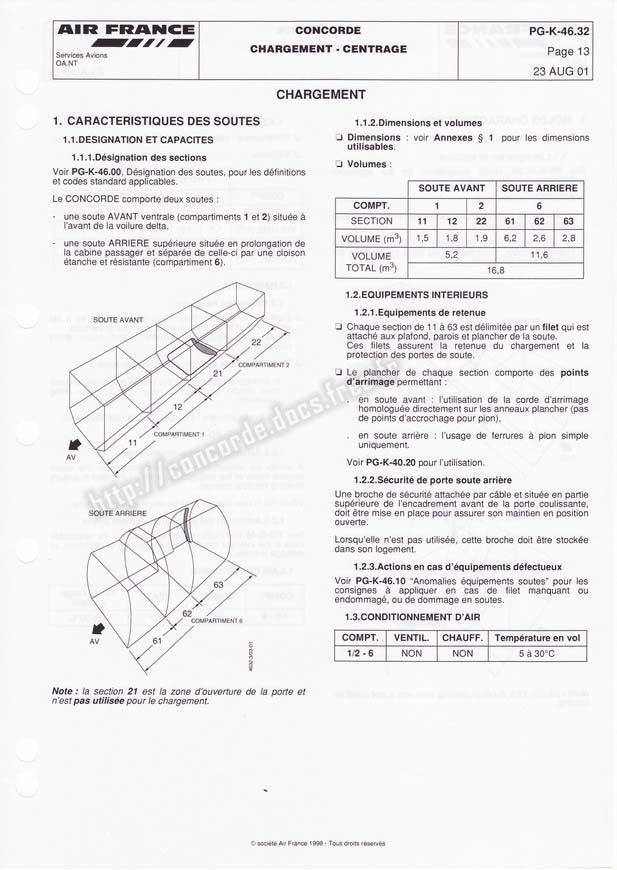 AIR FRANCE
Services Avions
OA.NT
CONCORDE
CHARGEMENT - CENTRAGE
PG-K-46.32
Page 13
23 AUG 01
CHARGEMENT
1. CARACTERISTIQUES DES SOUTES
1.1.DESIGNATION ET CAPACITES
1.1.1.Désignation des sections
Voir PG-K-46.00, Désignation des soutes, pour les définitions
et codes standard applicables.
Le CONCORDE comporte deux soutes :
- une soute AVANT ventrale (compartiments 1 et 2) située à
l'avant de la voilure delta,
- une soute ARRIERE supérieure située en prolongation de
la cabine passager et séparée de celle-ci par une cloison
étanche et résistante (compartiment 6).
SOUTE AVANT
22
COMPARTIMENT 2
21
12
COMPARTIMENT 1
11
AV
SOUTE ARRIERE
63
62
COMPARTIMENT 6
61
AV
4632-3/03-01
Note : la section 21 est la zone d'ouverture de la porte et
n'est pas utilisée pour le chargement.
1.1.2.Dimensions et volumes
❑ Dimensions : voir Annexes § 1 pour les dimensions
utilisables.
❑ Volumes :
SOUTE AVANT SOUTE ARRIERE
COMPT. 1 2 6
SECTION 11 12 22 61 62 63
VOLUME (m3) 1,5 1,8 1,9 6,2 2,6 2,8
VOLUME TOTAL (m3) 5,2 11,6
16,8
1.2.EQUIPEMENTS INTERIEURS
1.2.1.Equipements de retenue
❑ Chaque section de 11 à 63 est délimitée par un filet qui est
attaché aux plafond, parois et plancher de la soute.
Ces filets assurent la retenue du chargement et la
protection des portes de soute.
❑ Le plancher de chaque section comporte des points
d'arrimage permettant :
. en soute avant : l'utilisation de la corde d'arrimage
homologuée directement sur les anneaux plancher (pas
de points d'accrochage pour pion),
. en soute arrière : l'usage de ferrures à pion simple
uniquement.
Voir PG-K-40.20 pour l'utilisation.
1.2.2.Sécurité de porte soute arrière
Une broche de sécurité attachée par câble et située en partie
supérieure de l'encadrement avant de la porte coulissante,
doit être mise en place pour assurer son maintien en position
ouverte.
Lorsqu'elle n'est pas utilisée, cette broche doit être stockée
dans son logement.
1.2.3.Actions en cas d'équipements défectueux
Voir PG-K-46.10 "Anomalies équipements soutes" pour les
consignes à appliquer en cas de filet manquant ou
endommagé, ou de dommage en soutes.
1.3.CONDITIONNEMENT D'AIR
COMPT. VENTIL. CHAUFF. Température en vol
1/2 - 6 NON NON 5 à 30°C
© société Air France 1998 - Tous droits réservés
http://concorde.docs.free.fr